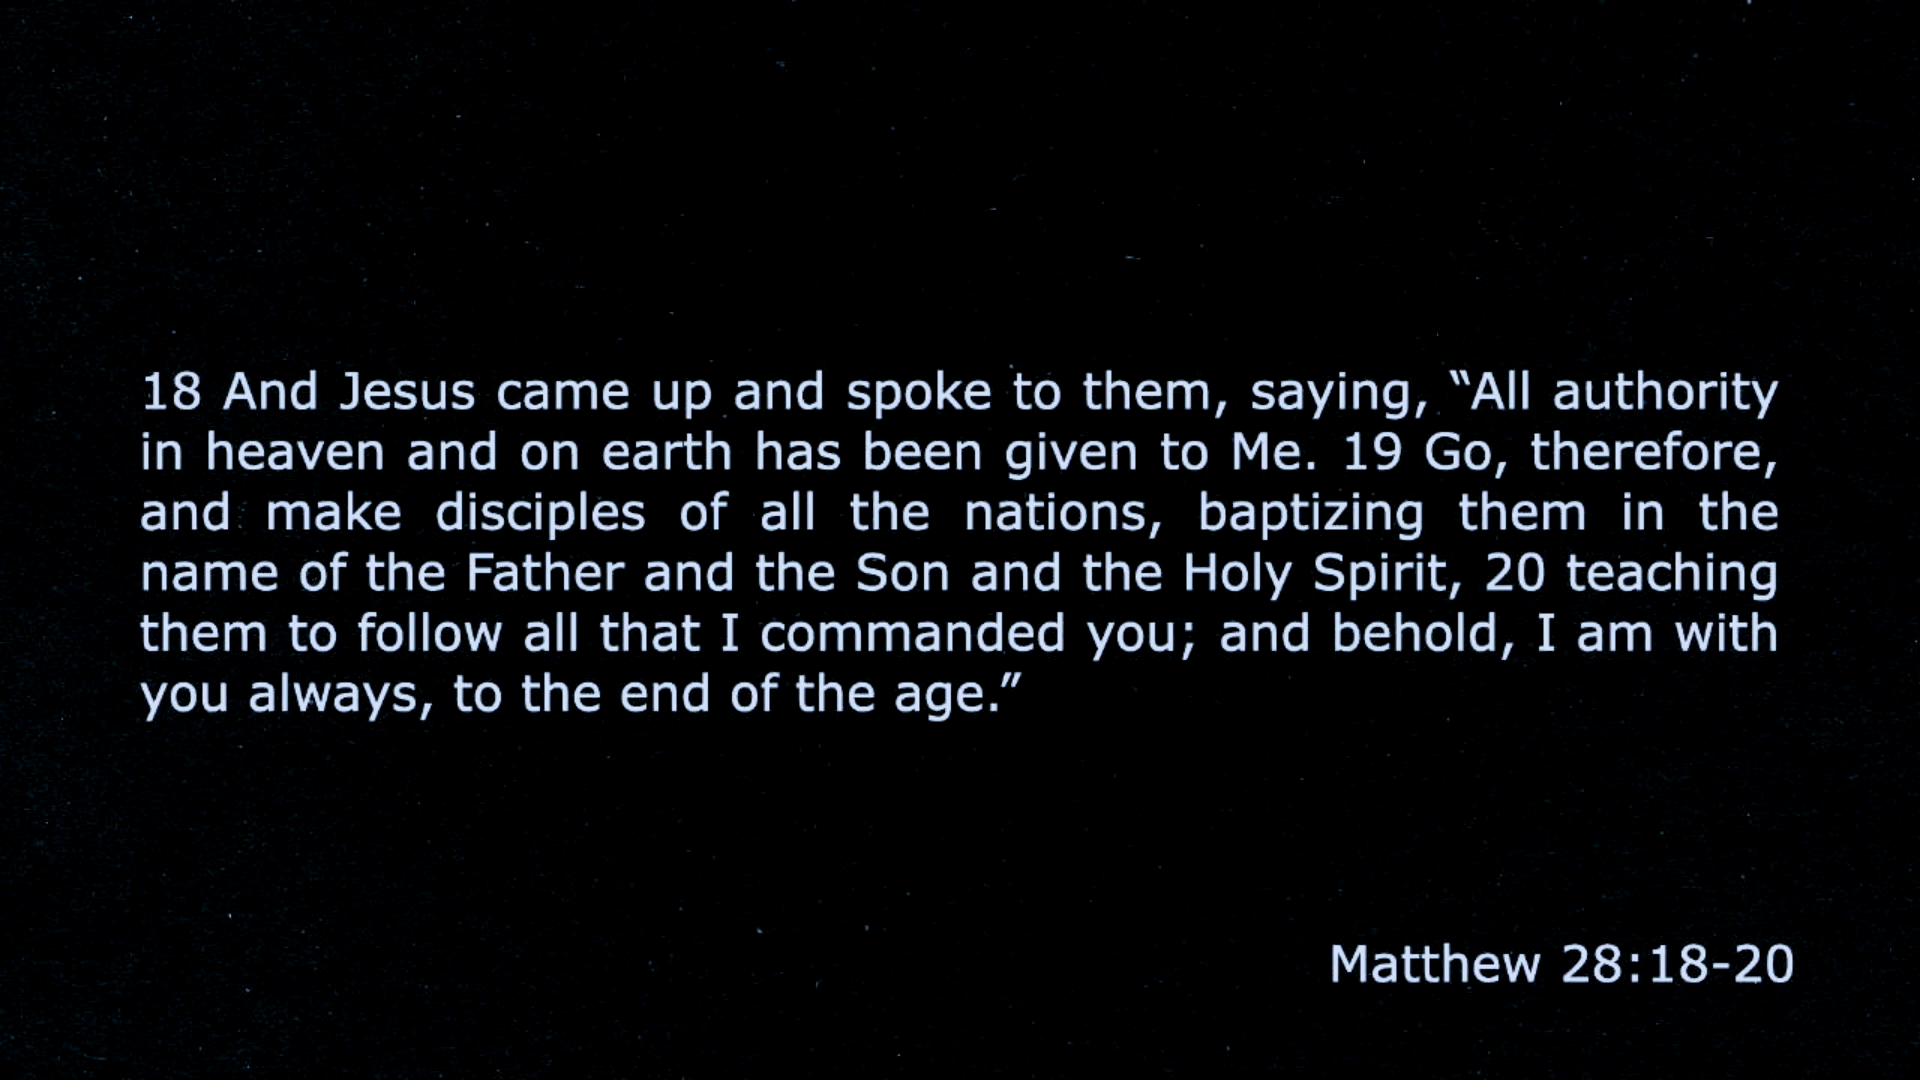 18 And Jesus came up and spoke to them, saying, “All authority
in heaven and on earth has been given to Me. 19 Go, therefore,
and make disciples of all the nations, baptizing them in the
name of the Father and the Son and the Holy Spirit, 20 teaching
them to follow all that I commanded you; and behold, I am with
you always, to the end of the age.”
Matthew 28:18-20